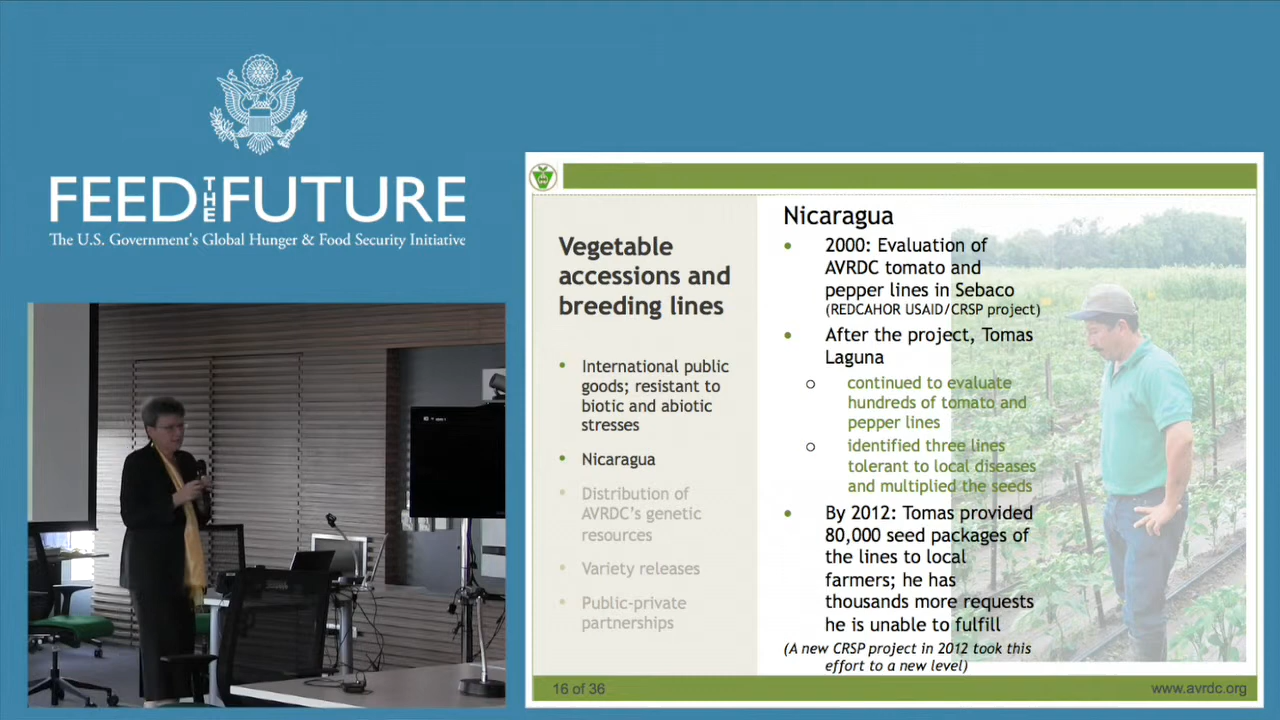 FEED THE FUTURE
The U.S. Government's Global Hunger & Food Security Initiative
Vegetable
accessions and
breeding lines
• International public
goods; resistant to
biotic and abiotic
stresses
• Nicaragua
• Distribution of
AVRDC's genetic
resources
• Variety releases
• Public-private
partnerships
Nicaragua
• 2000: Evaluation of
AVRDC tomato and
pepper lines in Sebaco
(REDCAHOR USAID/CRSP project)
• After the project, Tomas
Laguna
o continued to evaluate
hundreds of tomato and
pepper lines
o identified three lines
tolerant to local diseases
and multiplied the seeds
• By 2012: Tomas provided
80,000 seed packages of
the lines to local
farmers; he has
thousands more requests
he is unable to fulfill
(A new CRSP project in 2012 took this
effort to a new level)
16 of 36
www.avrdc.org